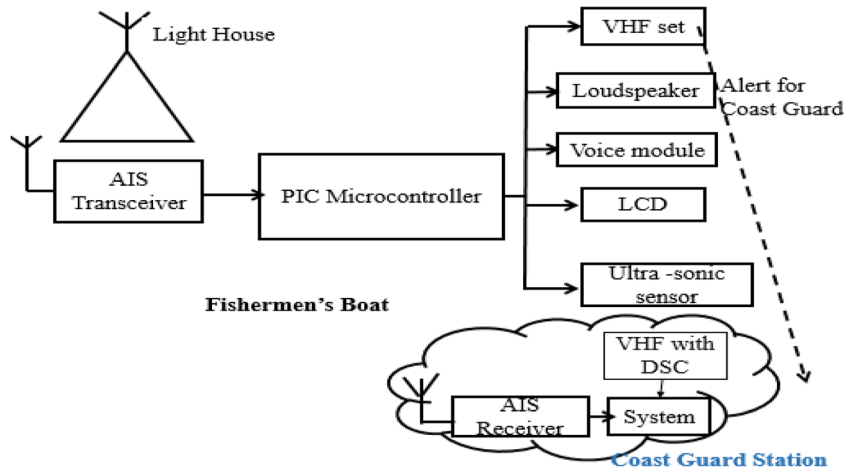 Light House
VHF set
Loudspeaker
Alert for
Coast Guard
Voice module
AIS
Transceiver
PIC Microcontroller
LCD
Ultra -sonic
sensor
Fishermen's Boat
VHF with
DSC
AIS
Receiver
System
Coast Guard Station